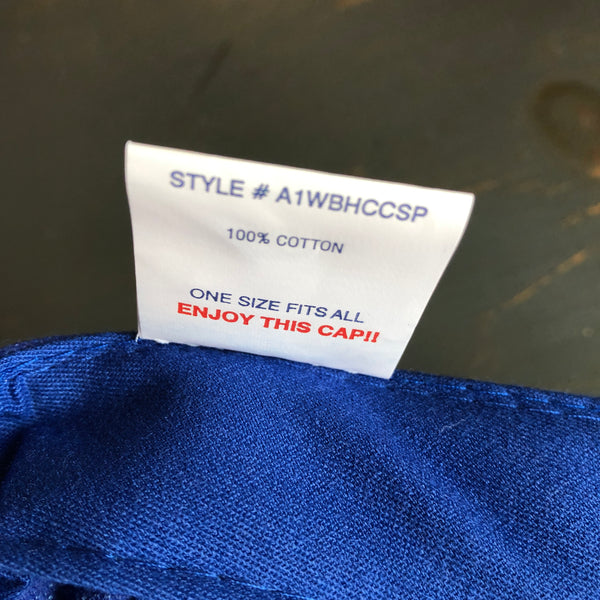 STYLE # A1WBHCCSP
100% COTTON
ONE SIZE FITS ALL
ENJOY THIS CAP!!